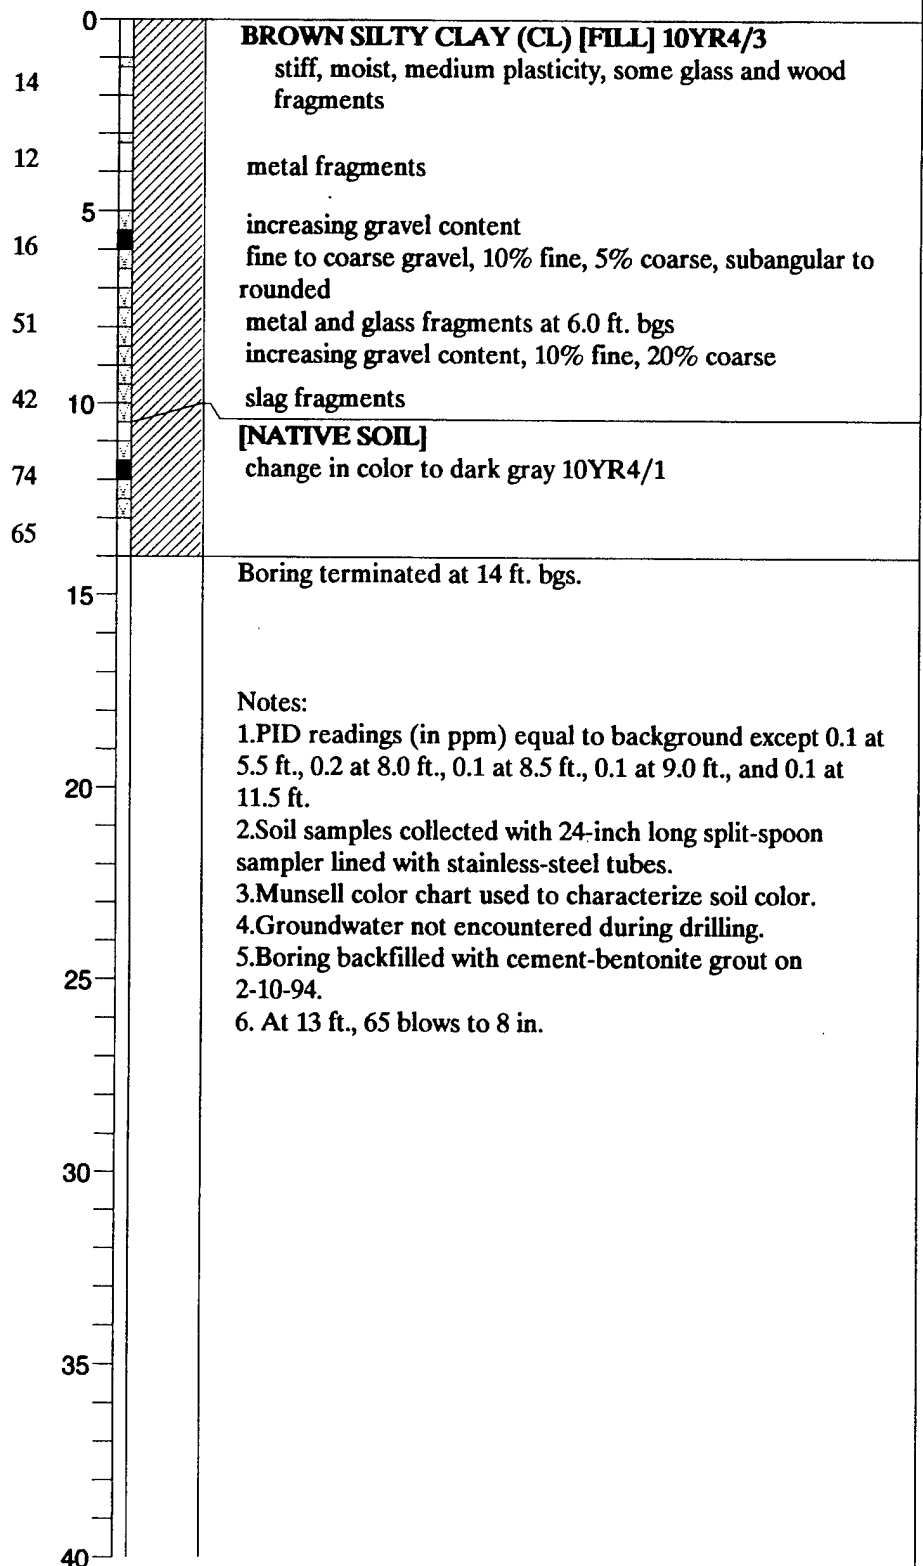 0
BROWN SILTY CLAY (CL) [FILL] 10YR4/3
14
stiff, moist, medium plasticity, some glass and wood
fragments
12
metal fragments
5
increasing gravel content
16
fine to coarse gravel, 10% fine, 5% coarse, subangular to
rounded
51
metal and glass fragments at 6.0 ft. bgs
increasing gravel content, 10% fine, 20% coarse
42
10
slag fragments
[NATIVE SOIL]
74
change in color to dark gray 10YR4/1
65
Boring terminated at 14 ft. bgs.
15
Notes:
1.PID readings (in ppm) equal to background except 0.1 at
5.5 ft., 0.2 at 8.0 ft., 0.1 at 8.5 ft., 0.1 at 9.0 ft., and 0.1 at
20
11.5 ft.
2.Soil samples collected with 24-inch long split-spoon
sampler lined with stainless-steel tubes.
3.Munsell color chart used to characterize soil color.
4.Groundwater not encountered during drilling.
5.Boring backfilled with cement-bentonite grout on
25
2-10-94.
6. At 13 ft., 65 blows to 8 in.
30
35
40